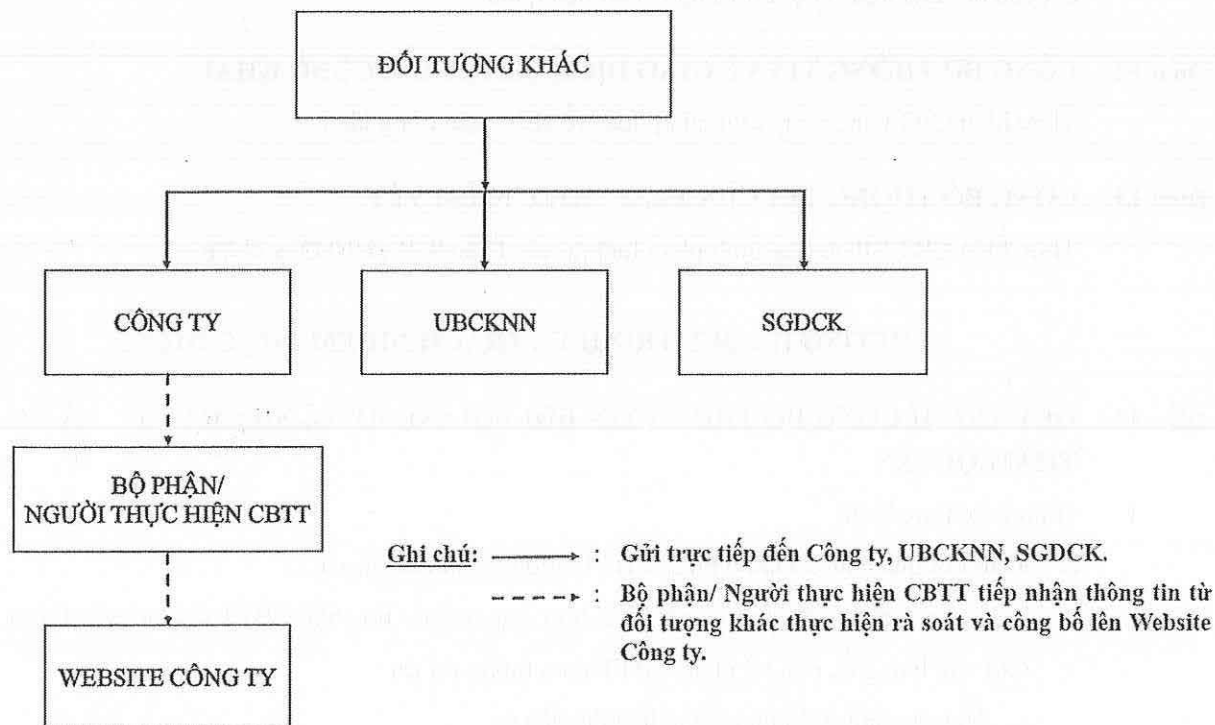 ĐỐI TƯỢNG KHÁC
CÔNG TY
UBCKNN
SGDCK
BỘ PHẬN/
NGƯỜI THỰC HIỆN CBTT
WEBSITE CÔNG TY
Ghi chú: : Gửi trực tiếp đến Công ty, UBCKNN, SGDCK.
: Bộ phận/ Người thực hiện CBTT tiếp nhận thông tin từ
đối tượng khác thực hiện rà soát và công bố lên Website
Công ty.